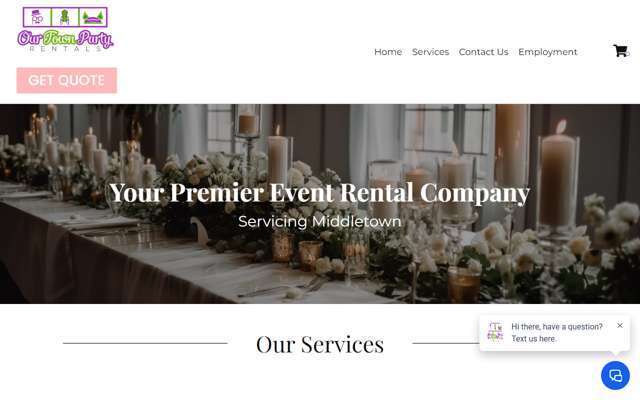 Our Town Party
RENTALS
GET QUOTE
Home Services Contact Us Employment
Your Premier Event Rental Company
Servicing Middletown
Our Services
Hi there, have a question?
Text us here.